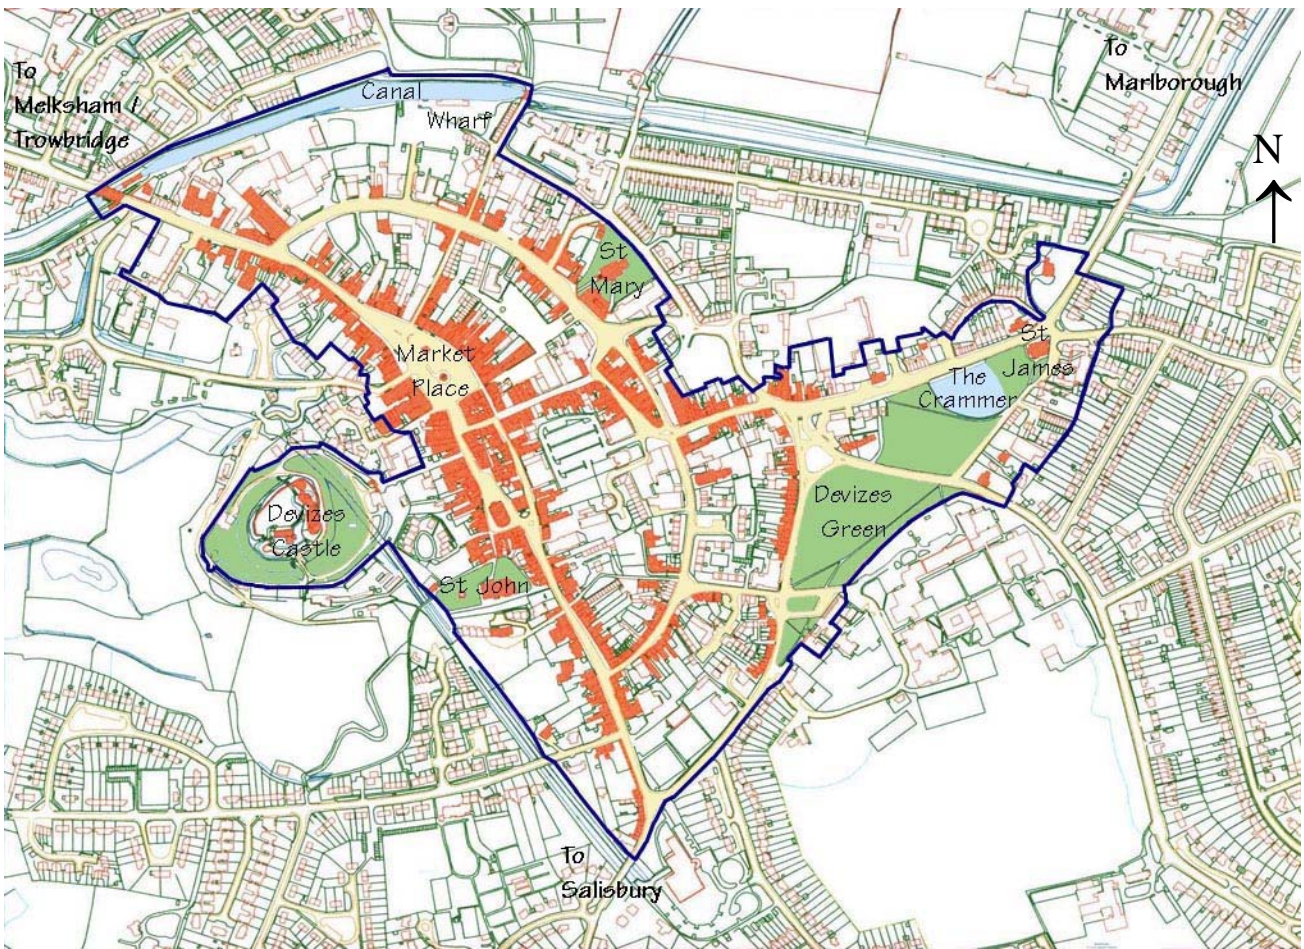 To
Melksham /
Trowbridge
Canal
Wharf
To
Marlborough
N
St
Mary
Market
Place
St
James
The
Crammer
Devizes
Green
Devizes
Castle
St John
To
Salisbury